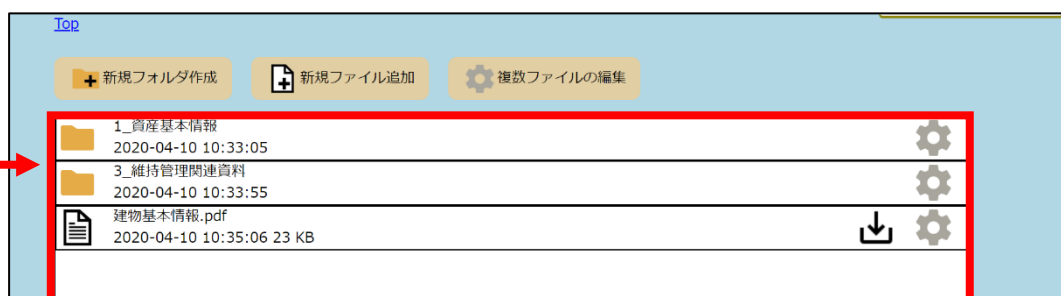 Top
新規フォルダ作成 新規ファイル追加 複数ファイルの編集
1_資産基本情報
2020-04-10 10:33:05
3_維持管理関連資料
2020-04-10 10:33:55
建物基本情報.pdf
2020-04-10 10:35:06 23 KB